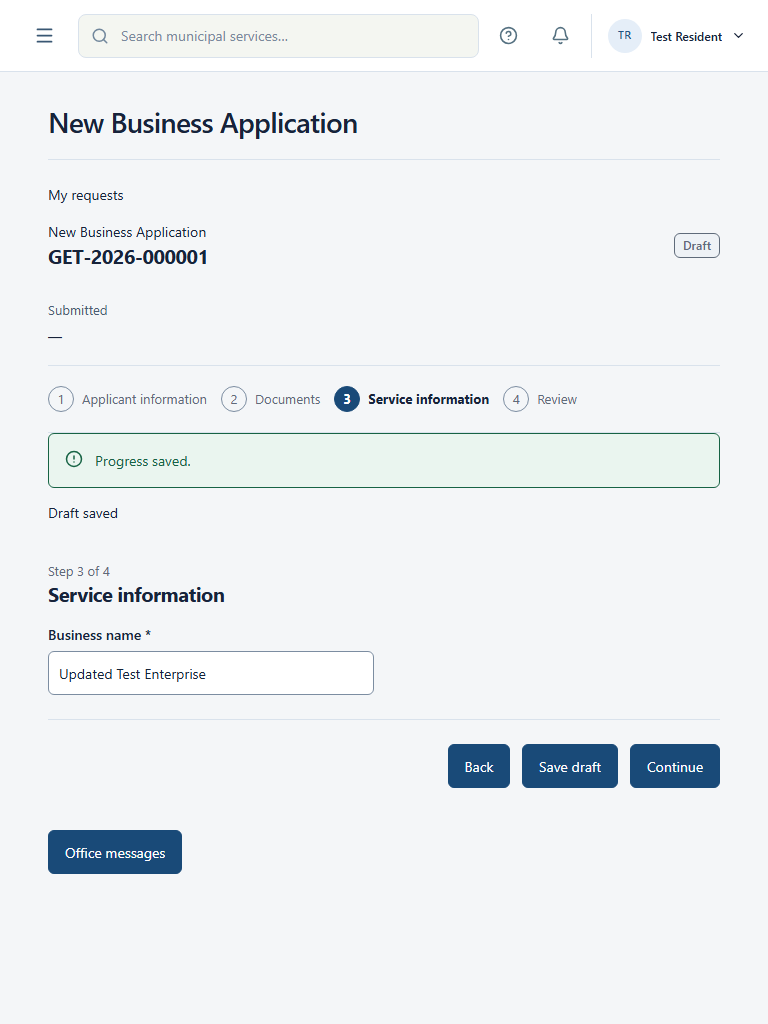 Search municipal services...
TR
Test Resident
New Business Application
My requests
New Business Application
GET-2026-000001
Draft
Submitted
—
1 Applicant information 2 Documents 3 Service information 4 Review
Progress saved.
Draft saved
Step 3 of 4
Service information
Business name *
Updated Test Enterprise
Back Save draft Continue
Office messages